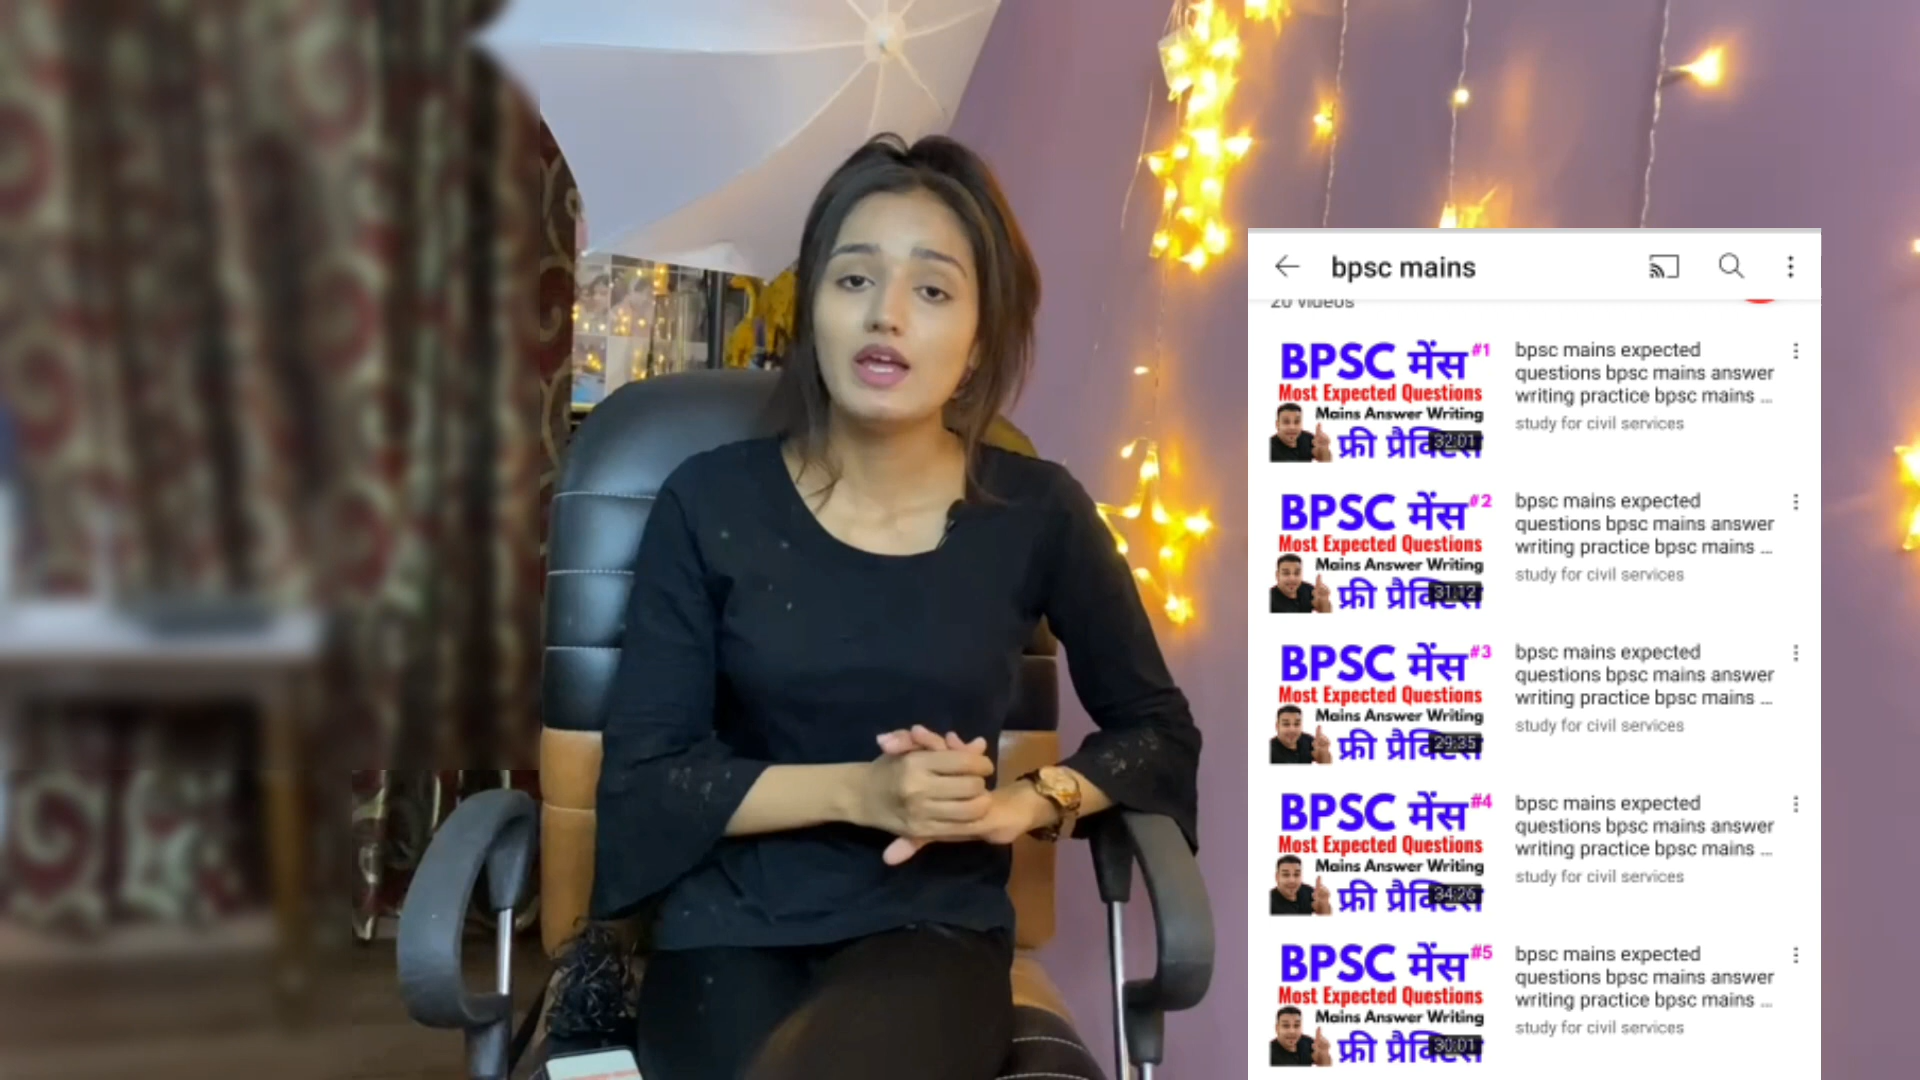 bpsc mains
20 videos
BPSC मेंस #1
Most Expected Questions
Mains Answer Writing
फ्री प्रैक्टिस
32:01
bpsc mains expected
questions bpsc mains answer
writing practice bpsc mains ...
study for civil services
BPSC मेंस #2
Most Expected Questions
Mains Answer Writing
फ्री प्रैक्टिस
31:12
bpsc mains expected
questions bpsc mains answer
writing practice bpsc mains ...
study for civil services
BPSC मेंस #3
Most Expected Questions
Mains Answer Writing
फ्री प्रैक्टिस
29:35
bpsc mains expected
questions bpsc mains answer
writing practice bpsc mains ...
study for civil services
BPSC मेंस #4
Most Expected Questions
Mains Answer Writing
फ्री प्रैक्टिस
34:26
bpsc mains expected
questions bpsc mains answer
writing practice bpsc mains ...
study for civil services
BPSC मेंस #5
Most Expected Questions
Mains Answer Writing
फ्री प्रैक्टिस
30:01
bpsc mains expected
questions bpsc mains answer
writing practice bpsc mains ...
study for civil services